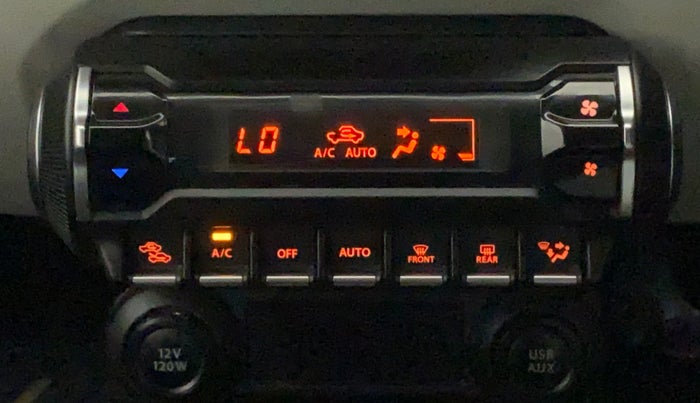 LO
A/C AUTO
A/C OFF AUTO FRONT REAR
12V
120W
USB
AUX